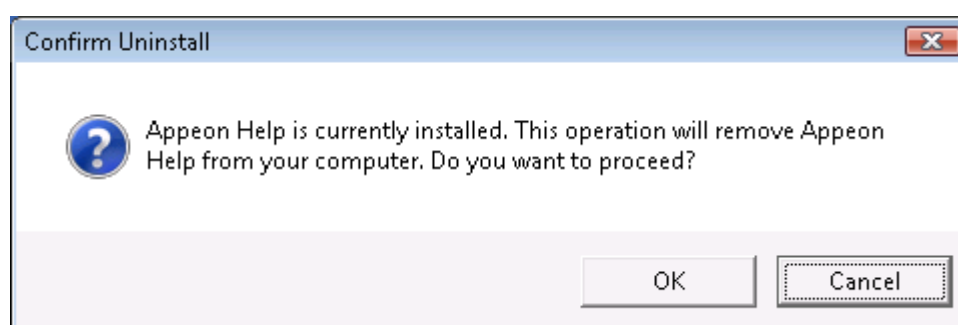 Confirm Uninstall
Appeon Help is currently installed. This operation will remove Appeon
Help from your computer. Do you want to proceed?
OK
Cancel